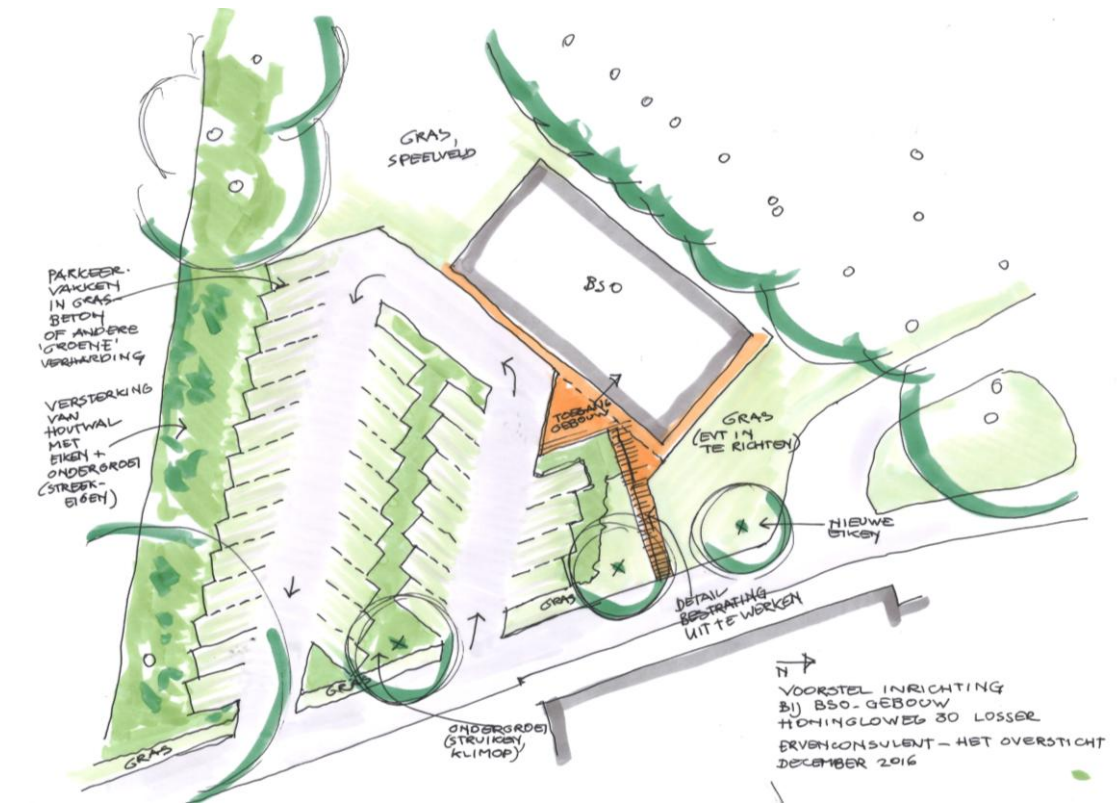 GRAS,
SPEELVELD
BSO
PARKEER-
VAKKEN
IN GRAS-
BETON
OF ANDERE
'GROENE'
VERHARDING
VERSTERKING
VAN
HOUTWAL
MET
EIKEN +
ONDERGROEI
(STREEK-
EIGEN)
TOEGANG
GEBOUW
GRAS
(EVT IN
TE RICHTEN)
NIEUWE
EIKEN
GRAS
DETAIL
BESTRATING
UIT TE WERKEN
GRAS
ONDERGROEI
(STRUIKEN,
KLIMOP)
GRAS
N
VOORSTEL INRICHTING
BIJ BSO-GEBOUW
HONINGLOWEG 30 LOSSER
ERVENCONSULENT - HET OVERSTICHT
DECEMBER 2016